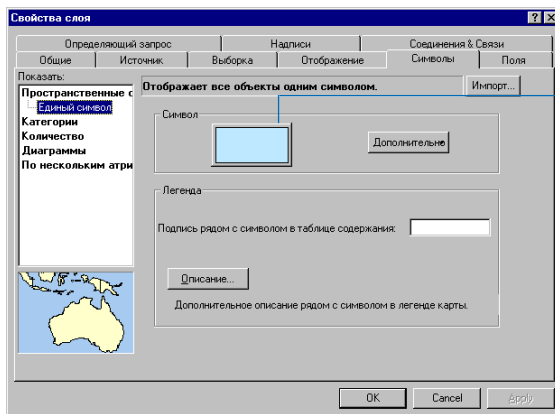 Свойства слоя
Определяющий запрос Надписи Соединения & Связи
Общие Источник Выборка Отображение Символы Поля
Показать:
Пространственные с
Единый символ
Категории
Количество
Диаграммы
По нескольким атри
Отображает все объекты одним символом.
Импорт...
Символ
Дополнительно
Легенда
Подпись рядом с символом в таблице содержания:
Описание...
Дополнительное описание рядом с символом в легенде карты.
OK Cancel Apply